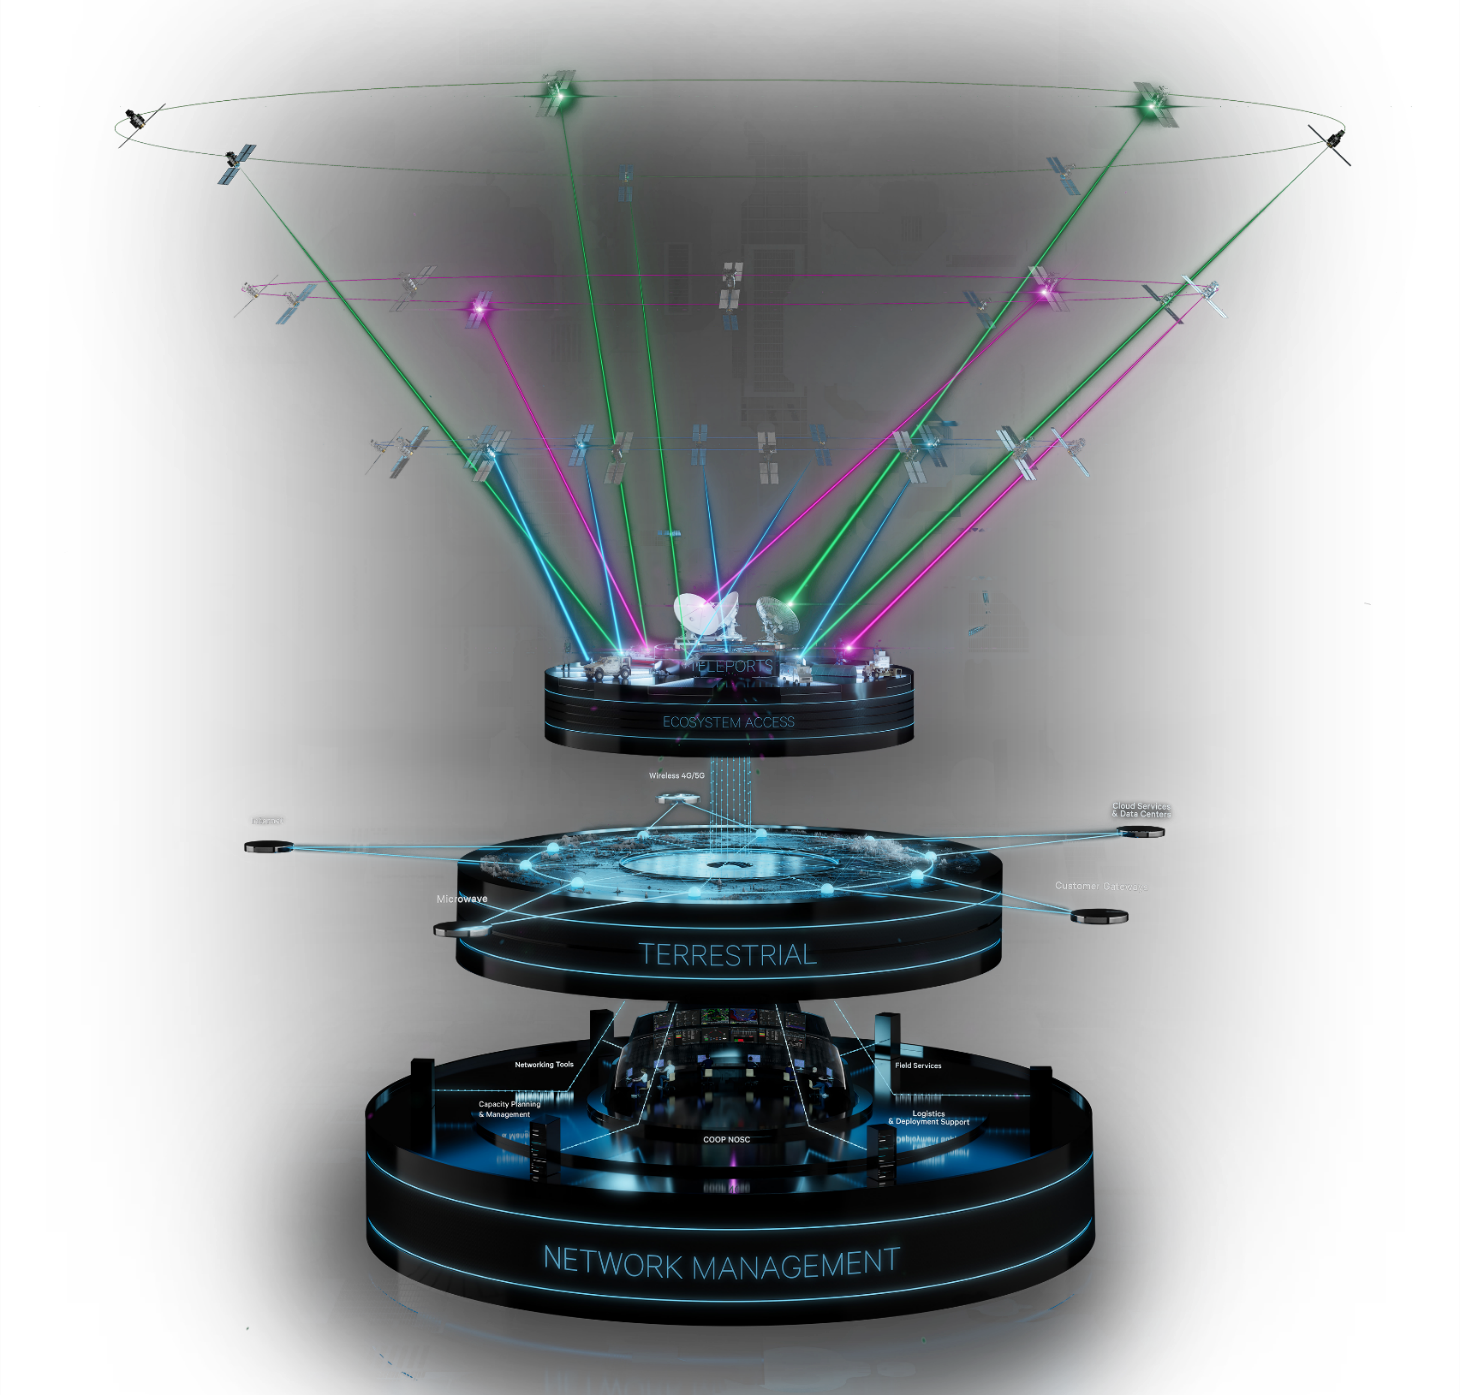 TELEPORTS
ECOSYSTEM ACCESS
Wireless 4G/5G
Cloud Services
& Data Centers
Customer Gateways
Microwave
TERRESTRIAL
Networking Tools
Field Services
Capacity Planning
& Management
Logistics
& Deployment Support
COOP NOSC
NETWORK MANAGEMENT